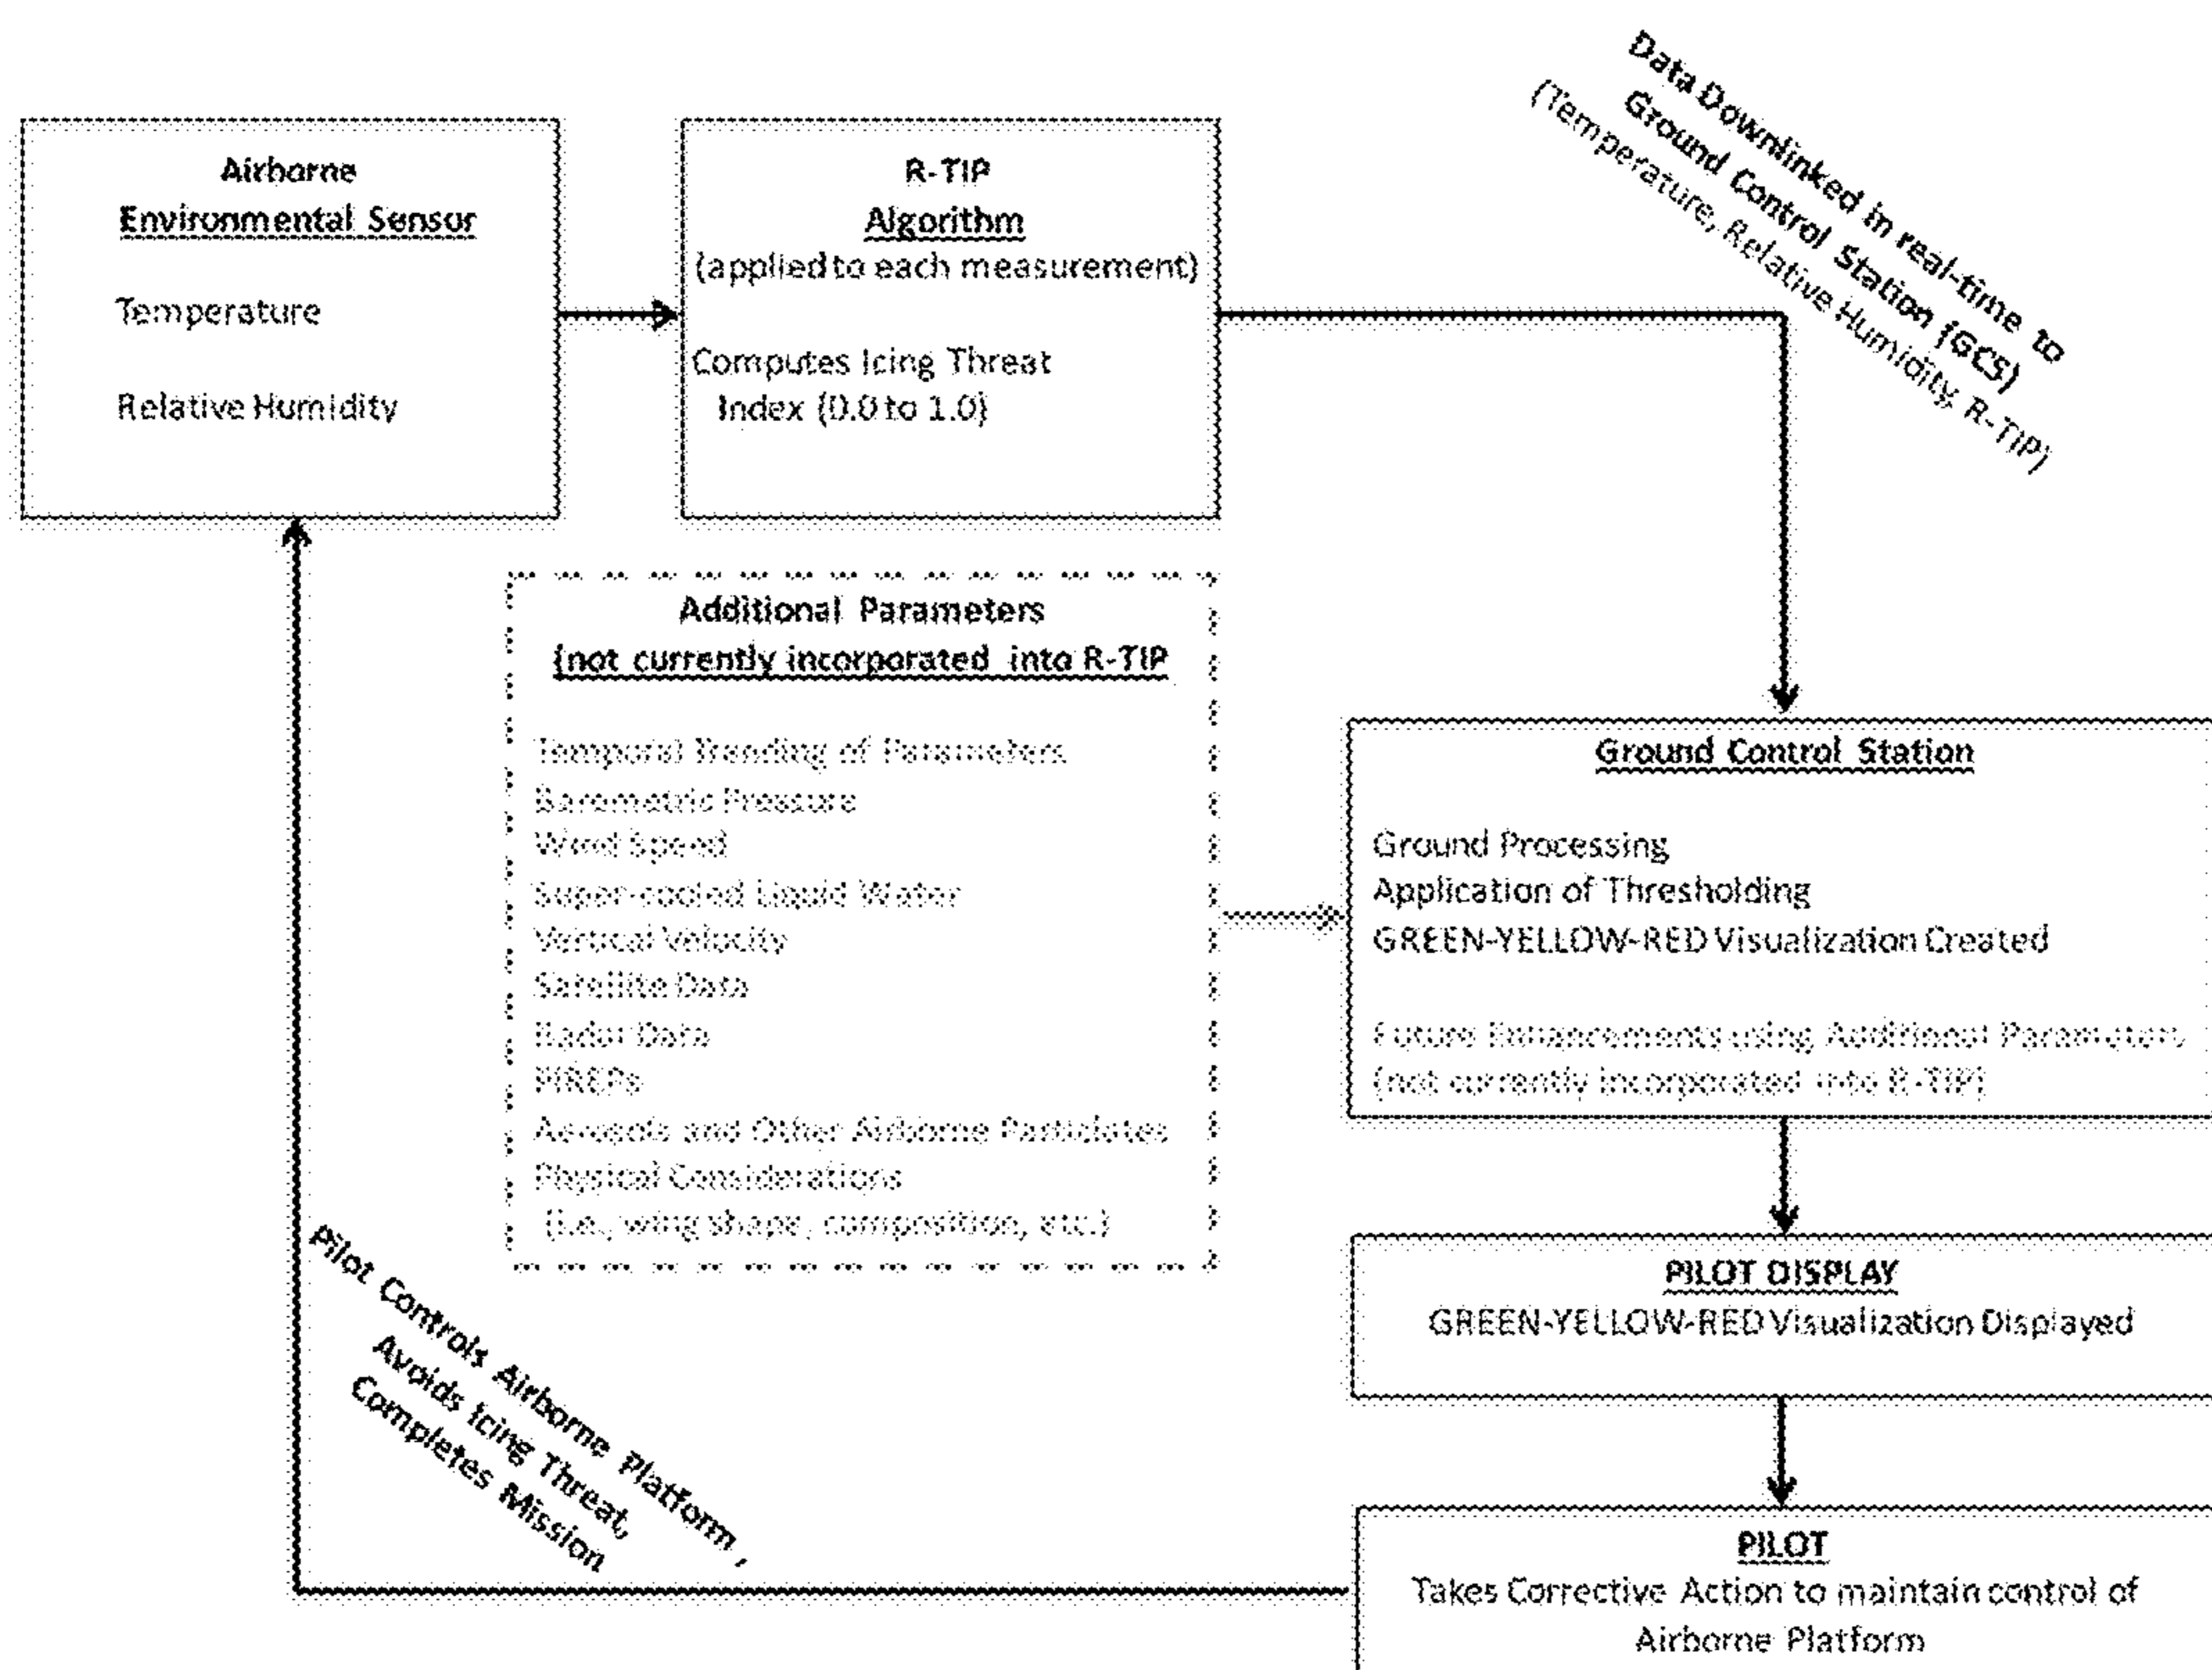 Airborne
Environmental Sensor
Temperature
Relative Humidity
R-TIP
Algorithm
(applied to each measurement)
Computes Icing Threat
Index (0.0 to 1.0)
Data Downlinked in real-time to
Ground Control Station (GCS)
(Temperature, Relative Humidity, R-TIP)
Additional Parameters
(not currently incorporated into R-TIP
Temporal Trending of Parameters
Barometric Pressure
Wind Speed
Super-cooled Liquid Water
Vertical Velocity
Satellite Data
Radar Data
PIREPs
Aerosols and Other Airborne Particulates
Physical Considerations
(i.e., wing shape, composition, etc.)
Ground Control Station
Ground Processing
Application of Thresholding
GREEN-YELLOW-RED Visualization Created
Future Enhancements using Additional Parameters
(not currently incorporated into R-TIP)
PILOT DISPLAY
GREEN-YELLOW-RED Visualization Displayed
PILOT
Takes Corrective Action to maintain control of
Airborne Platform
Pilot Controls Airborne Platform,
Avoids Icing Threat,
Completes Mission